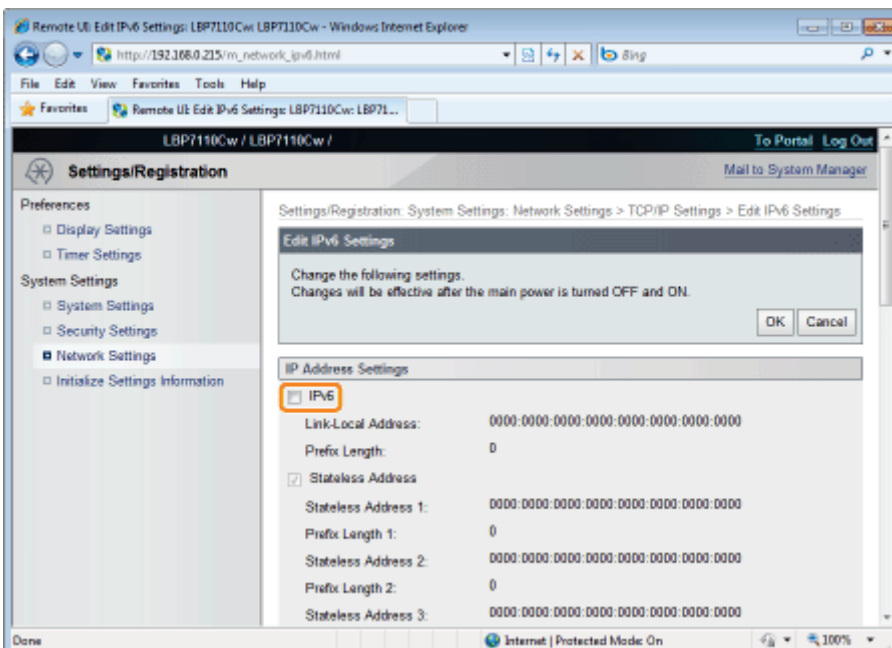 Remote UI: Edit IPv6 Settings: LBP7110Cw: LBP7110Cw - Windows Internet Explorer
http://192.168.0.215/m_network_ipv6.html
Bing
File Edit View Favorites Tools Help
Favorites Remote UI: Edit IPv6 Settings: LBP7110Cw: LBP71...
LBP7110Cw / LBP7110Cw /
To Portal Log Out
Settings/Registration
Mail to System Manager
Preferences
Display Settings
Timer Settings
System Settings
System Settings
Security Settings
Network Settings
Initialize Settings Information
Settings/Registration: System Settings: Network Settings > TCP/IP Settings > Edit IPv6 Settings
Edit IPv6 Settings
Change the following settings.
Changes will be effective after the main power is turned OFF and ON.
OK Cancel
IP Address Settings
IPv6
Link-Local Address: 0000:0000:0000:0000:0000:0000:0000:0000
Prefix Length: 0
Stateless Address
Stateless Address 1: 0000:0000:0000:0000:0000:0000:0000:0000
Prefix Length 1: 0
Stateless Address 2: 0000:0000:0000:0000:0000:0000:0000:0000
Prefix Length 2: 0
Stateless Address 3: 0000:0000:0000:0000:0000:0000:0000:0000
Done
Internet | Protected Mode: On
100%